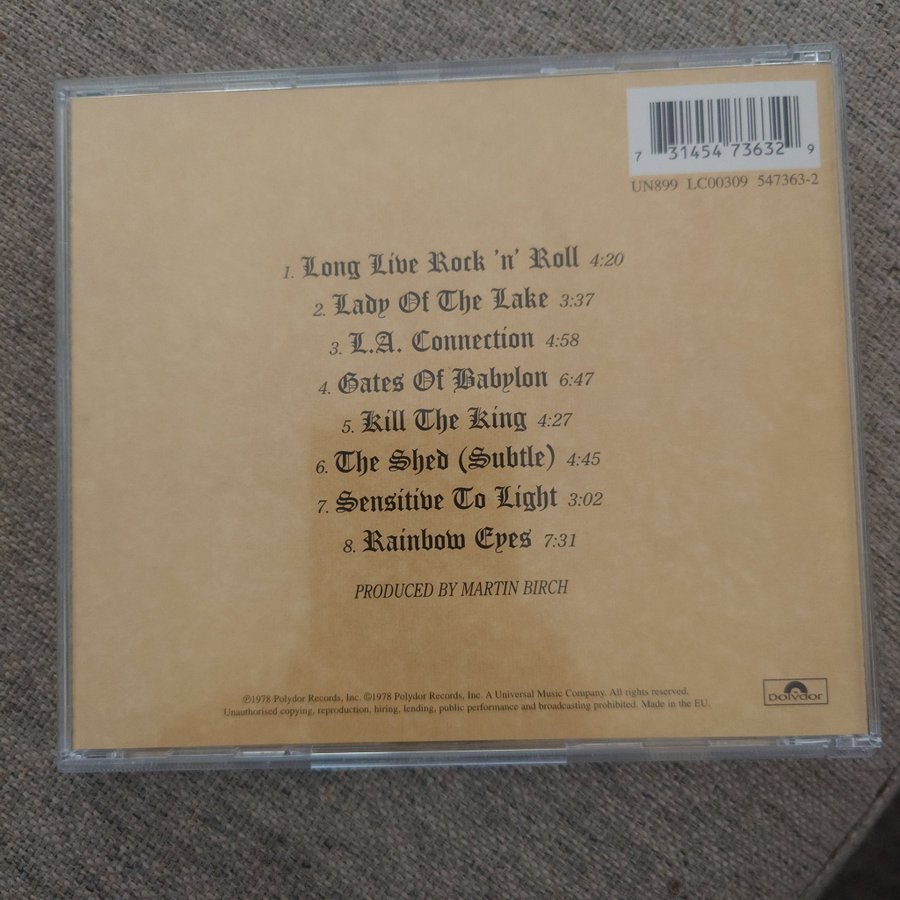 7 31454 73632 9
UN899 LC00309 547363-2
1. Long Live Rock 'n' Roll 4:20
2. Lady Of The Lake 3:37
3. L.A. Connection 4:58
4. Gates Of Babylon 6:47
5. Kill The King 4:27
6. The Shed (Subtle) 4:45
7. Sensitive To Light 3:02
8. Rainbow Eyes 7:31
PRODUCED BY MARTIN BIRCH
℗1978 Polydor Records, Inc. ©1978 Polydor Records, Inc. A Universal Music Company. All rights reserved.
Unauthorised copying, reproduction, hiring, lending, public performance and broadcasting prohibited. Made in the EU.
Polydor